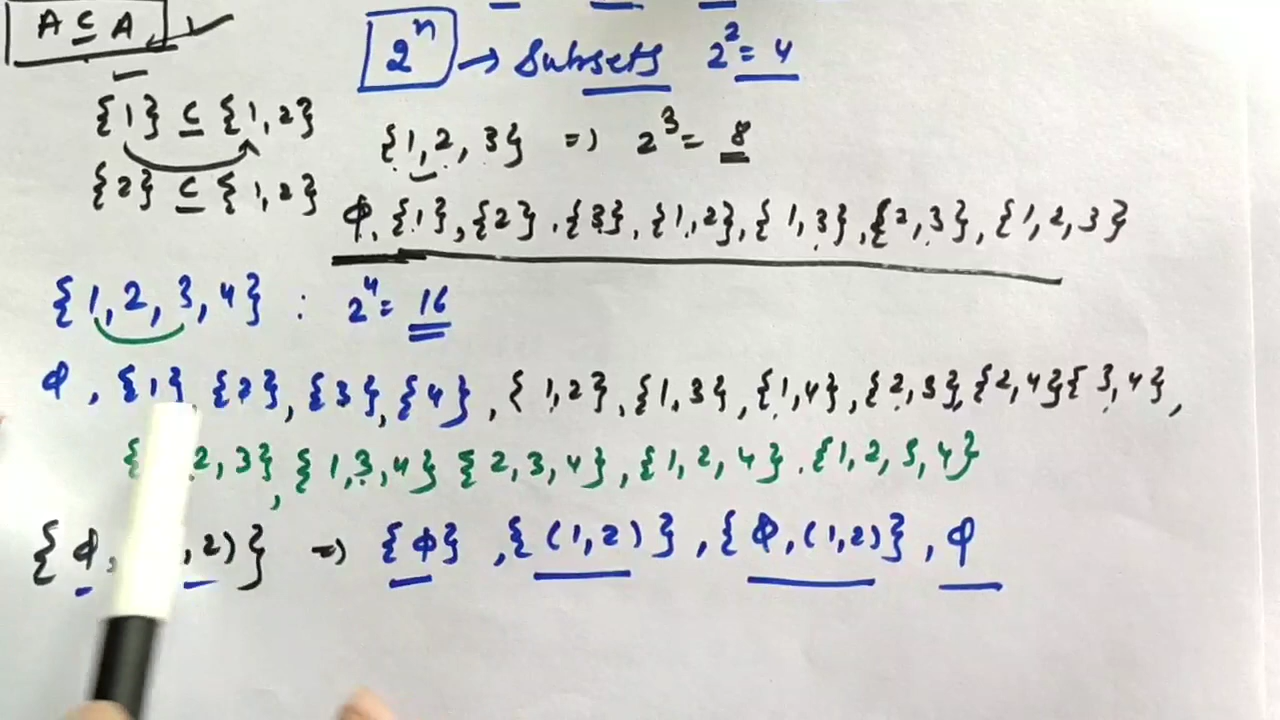 A ⊆ A
2ⁿ → Subsets 2² = 4
{1} ⊆ {1,2}
{1,2,3} => 2³ = 8
{2} ⊆ {1,2}
Φ, {1}, {2}, {3}, {1,2}, {1,3}, {2,3}, {1,2,3}
{1,2,3,4} : 2⁴ = 16
Φ, {1} {2}, {3}, {4}, {1,2}, {1,3}, {1,4}, {2,3}, {2,4} {3,4},
{ 2,3}, {1,3,4} {2,3,4}, {1,2,4}. {1,2,3,4}
{Φ, ,2)} => {Φ}, {(1,2)}, {Φ,(1,2)}, Φ